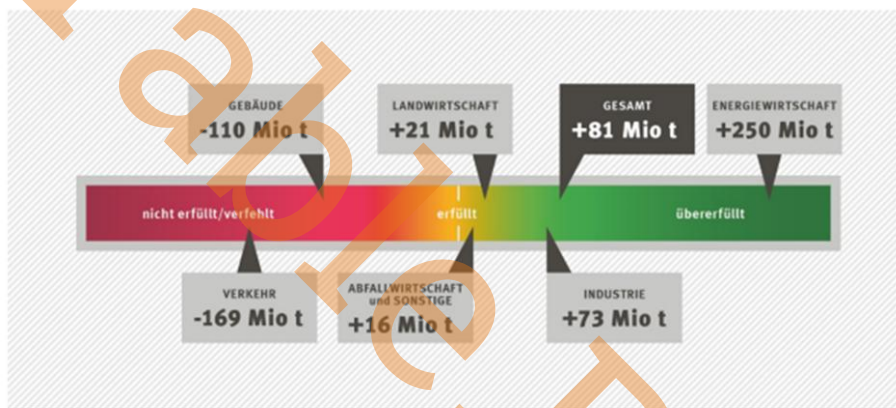 GEBÄUDE
-110 Mio t
LANDWIRTSCHAFT
+21 Mio t
GESAMT
+81 Mio t
ENERGIEWIRTSCHAFT
+250 Mio t
nicht erfüllt/verfehlt
erfüllt
übererfüllt
VERKEHR
-169 Mio t
ABFALLWIRTSCHAFT
und SONSTIGE
+16 Mio t
INDUSTRIE
+73 Mio t